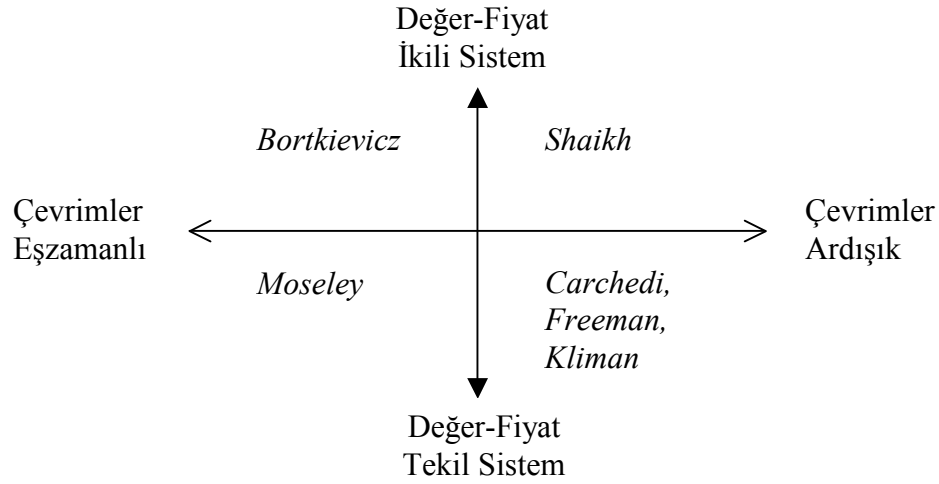 Değer-Fiyat
İkili Sistem
Bortkievicz
Shaikh
Çevrimler
Eşzamanlı
Çevrimler
Ardışık
Moseley
Carchedi,
Freeman,
Kliman
Değer-Fiyat
Tekil Sistem